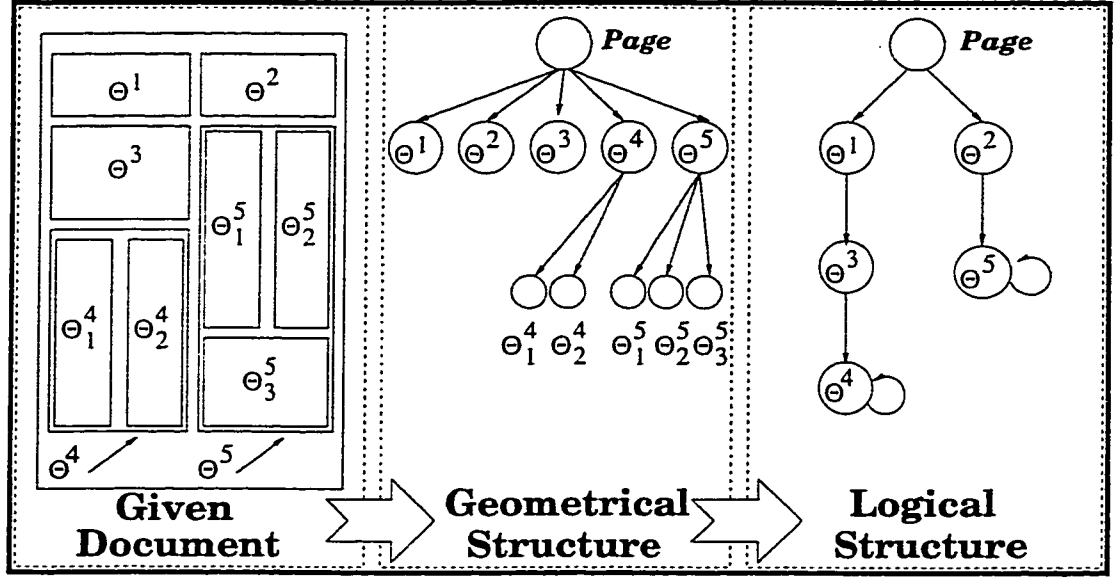 Θ¹ Θ²
Θ³
Θ⁵₁ Θ⁵₂
Θ⁴₁ Θ⁴₂
Θ⁵₃
Θ⁴ Θ⁵
Given
Document
Page
Θ¹ Θ² Θ³ Θ⁴ Θ⁵
Θ⁴₁ Θ⁴₂ Θ⁵₁ Θ⁵₂ Θ⁵₃
Geometrical
Structure
Page
Θ¹ Θ²
Θ³ Θ⁵
Θ⁴
Logical
Structure